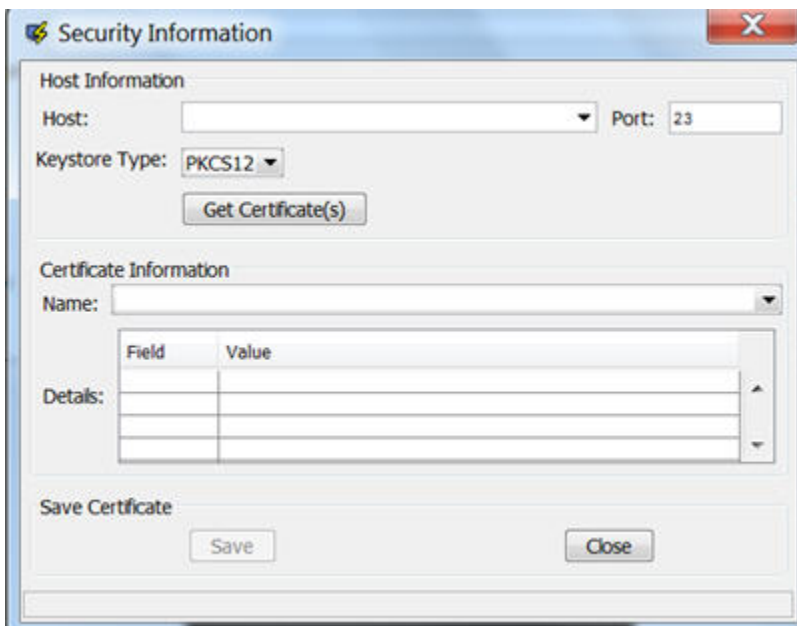 Security Information
Host Information
Host: Port: 23
Keystore Type: PKCS12
Get Certificate(s)
Certificate Information
Name:
Field Value
Details:
Save Certificate
Save Close